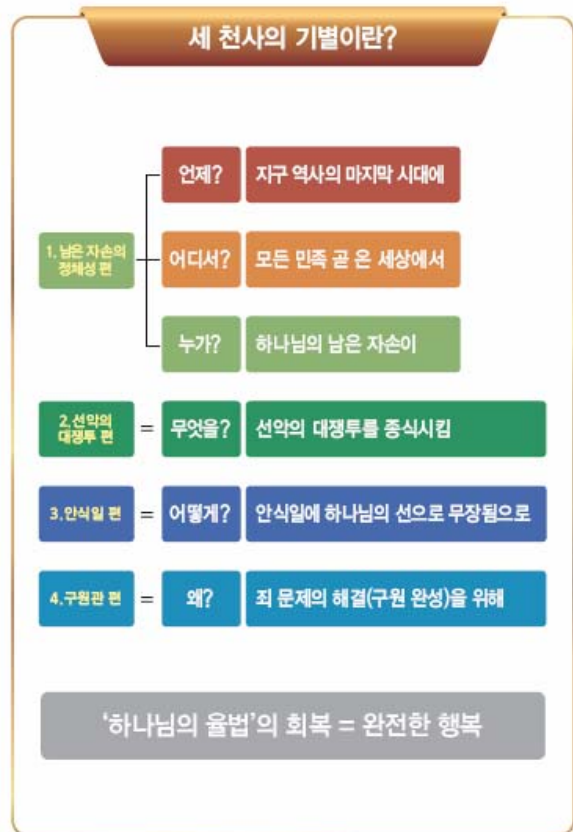 세 천사의 기별이란?
언제? 지구 역사의 마지막 시대에
1. 남은 자손의
정체성 편
어디서? 모든 민족 곧 온 세상에서
누가? 하나님의 남은 자손이
2. 선악의
대쟁투 편
= 무엇을? 선악의 대쟁투를 종식시킴
3. 안식일 편 = 어떻게? 안식일에 하나님의 선으로 무장됨으로
4. 구원관 편 = 왜? 죄 문제의 해결(구원 완성)을 위해
‘하나님의 율법’의 회복 = 완전한 행복